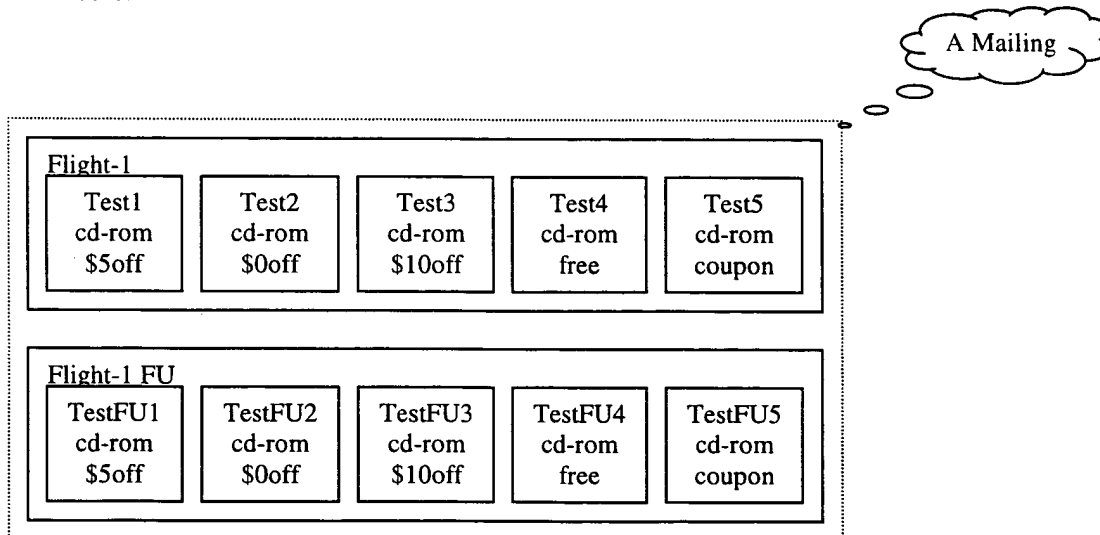 A Mailing
Flight-1
Test1
cd-rom
$5off
Test2
cd-rom
$0off
Test3
cd-rom
$10off
Test4
cd-rom
free
Test5
cd-rom
coupon
Flight-1 FU
TestFU1
cd-rom
$5off
TestFU2
cd-rom
$0off
TestFU3
cd-rom
$10off
TestFU4
cd-rom
free
TestFU5
cd-rom
coupon